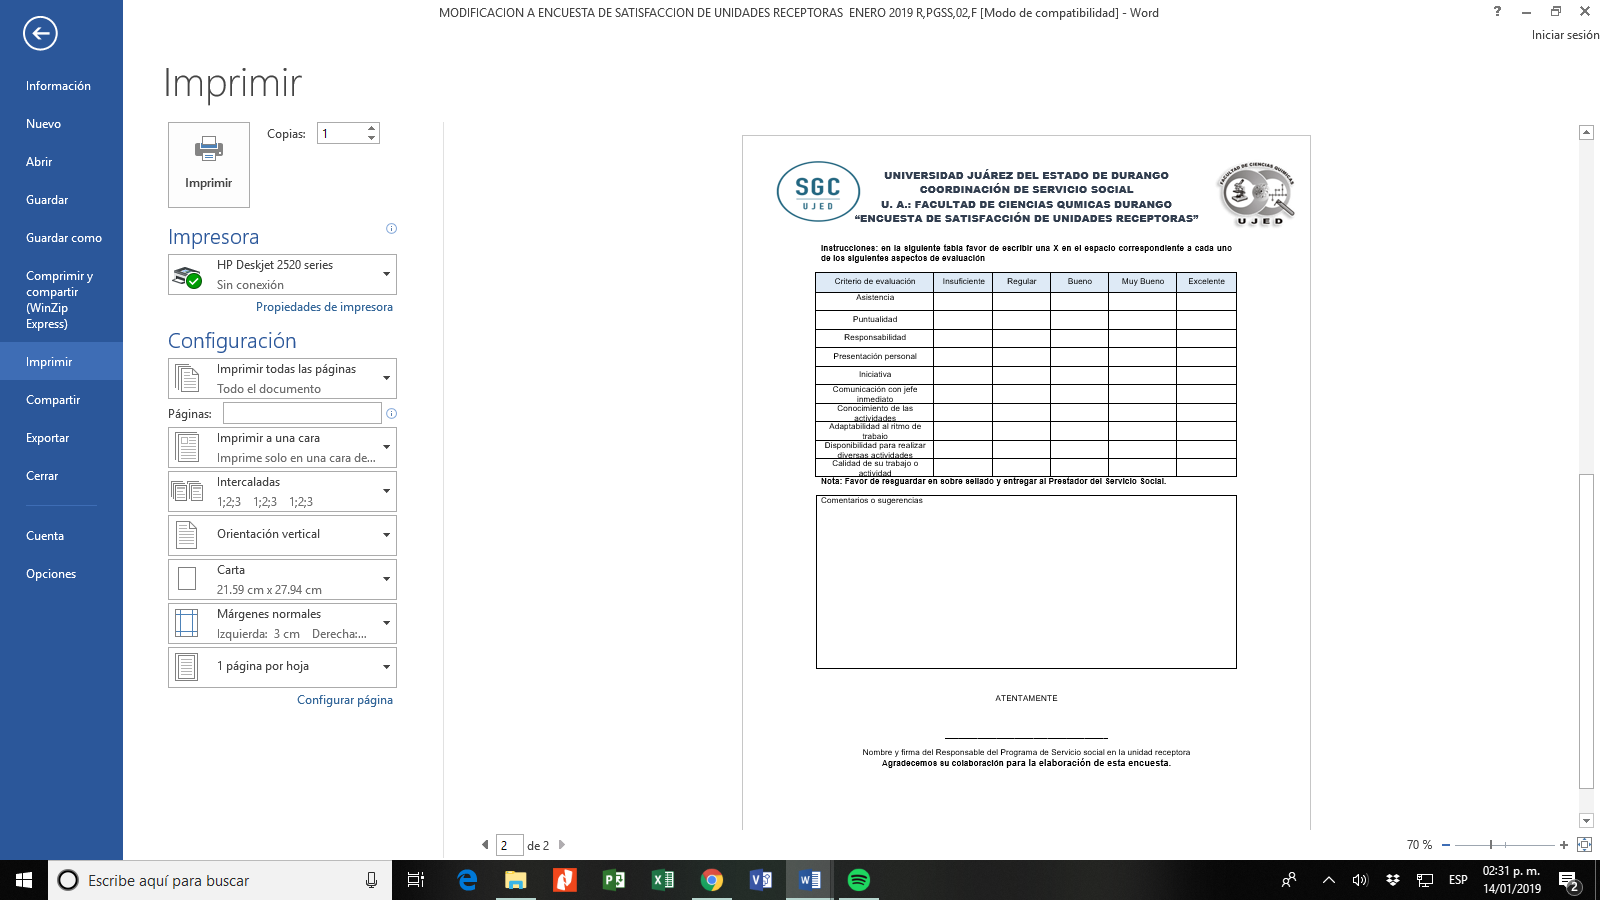 MODIFICACION A ENCUESTA DE SATISFACCION DE UNIDADES RECEPTORAS  ENERO 2019 R,PGSS,02,F [Modo de compatibilidad] - Word
?
Iniciar sesión
Información
Nuevo
Abrir
Guardar
Guardar como
Comprimir y
compartir
(WinZip
Express)
Imprimir
Compartir
Exportar
Cerrar
Cuenta
Opciones
Imprimir
Imprimir
Copias: 1
Impresora
HP Deskjet 2520 series
Sin conexión
Propiedades de impresora
Configuración
Imprimir todas las páginas
Todo el documento
Páginas:
Imprimir a una cara
Imprime solo en una cara de...
Intercaladas
1;2;3 1;2;3 1;2;3
Orientación vertical
Carta
21.59 cm x 27.94 cm
Márgenes normales
Izquierda: 3 cm Derecha:...
1 página por hoja
Configurar página
SGC
UJED
UNIVERSIDAD JUÁREZ DEL ESTADO DE DURANGO
COORDINACIÓN DE SERVICIO SOCIAL
U. A.: FACULTAD DE CIENCIAS QUMICAS DURANGO
“ENCUESTA DE SATISFACCIÓN DE UNIDADES RECEPTORAS”
FACULTAD DE CIENCIAS QUIMICAS
UJED
Instrucciones: en la siguiente tabla favor de escribir una X en el espacio correspondiente a cada uno
de los siguientes aspectos de evaluación
Criterio de evaluación Insuficiente Regular Bueno Muy Bueno Excelente
Asistencia
Puntualidad
Responsabilidad
Presentación personal
Iniciativa
Comunicación con jefe
inmediato
Conocimiento de las
actividades
Adaptabilidad al ritmo de
trabajo
Disponibilidad para realizar
diversas actividades
Calidad de su trabajo o
actividad
Nota: Favor de resguardar en sobre sellado y entregar al Prestador del Servicio Social.
Comentarios o sugerencias
ATENTAMENTE
Nombre y firma del Responsable del Programa de Servicio social en la unidad receptora
Agradecemos su colaboración para la elaboración de esta encuesta.
2 de 2
70 %
Escribe aquí para buscar
ESP
02:31 p. m.
14/01/2019
2